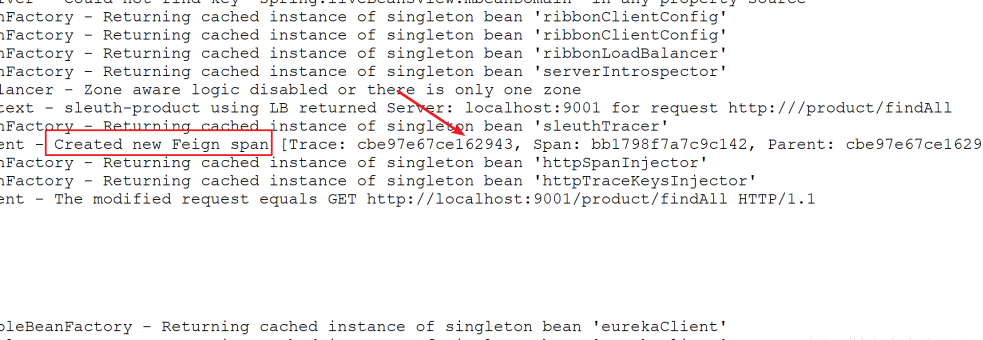 - Could not find key 'spring.liveBeansView.mbeanDomain' in any property source
nFactory - Returning cached instance of singleton bean 'ribbonClientConfig'
nFactory - Returning cached instance of singleton bean 'ribbonClientConfig'
nFactory - Returning cached instance of singleton bean 'ribbonLoadBalancer'
nFactory - Returning cached instance of singleton bean 'serverIntrospector'
lancer - Zone aware logic disabled or there is only one zone
text - sleuth-product using LB returned Server: localhost:9001 for request http:///product/findAll
nFactory - Returning cached instance of singleton bean 'sleuthTracer'
ent - Created new Feign span [Trace: cbe97e67ce162943, Span: bb1798f7a7c9c142, Parent: cbe97e67ce1629
nFactory - Returning cached instance of singleton bean 'httpSpanInjector'
nFactory - Returning cached instance of singleton bean 'httpTraceKeysInjector'
ent - The modified request equals GET http://localhost:9001/product/findAll HTTP/1.1
bleBeanFactory - Returning cached instance of singleton bean 'eurekaClient'